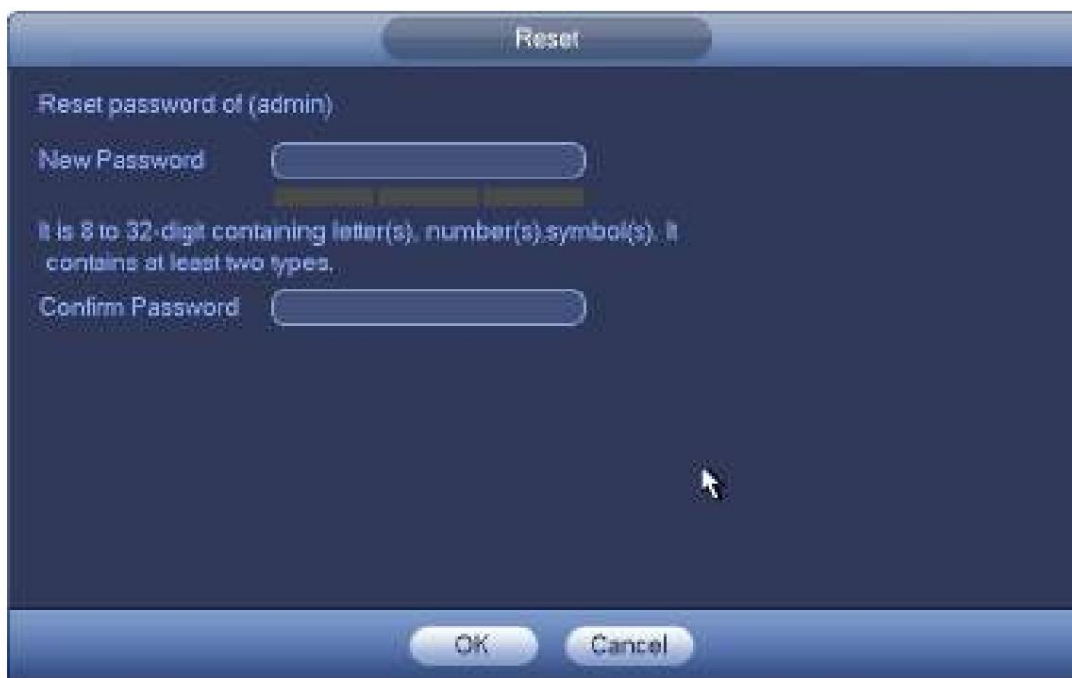 Reset
Reset password of (admin)
New Password
It is 8 to 32-digit containing letter(s), number(s),symbol(s). It
contains at least two types.
Confirm Password
OK
Cancel